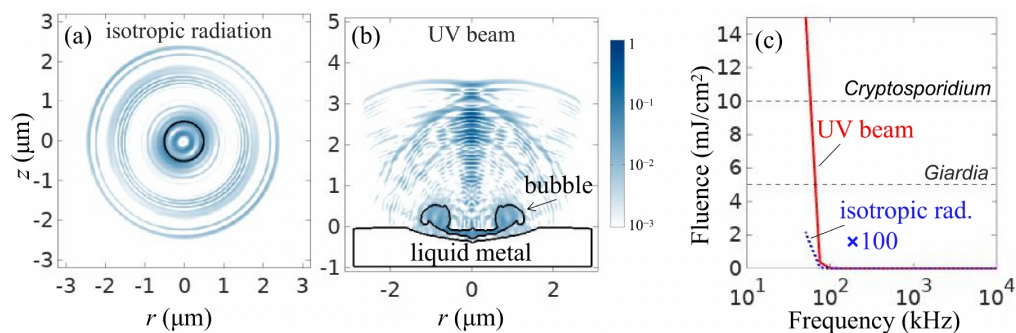 (a) isotropic radiation
z (μm)
3
2
1
0
-1
-2
-3
-3 -2 -1 0 1 2 3
r (μm)
(b) UV beam
5
4
3
2
1
0
-1
bubble
liquid metal
-2 0 2
r (μm)
1
10⁻¹
10⁻²
10⁻³
(c)
Fluence (mJ/cm²)
14
12
10
8
6
4
2
0
Cryptosporidium
UV beam
Giardia
isotropic rad.
×100
10¹ 10² 10³ 10⁴
Frequency (kHz)